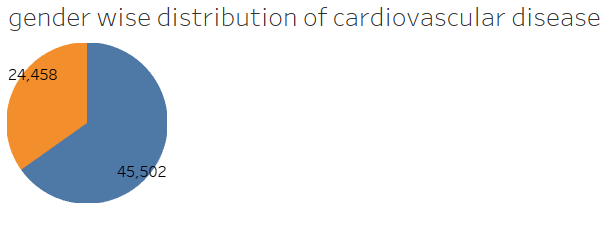 gender wise distribution of cardiovascular disease
24,458
45,502